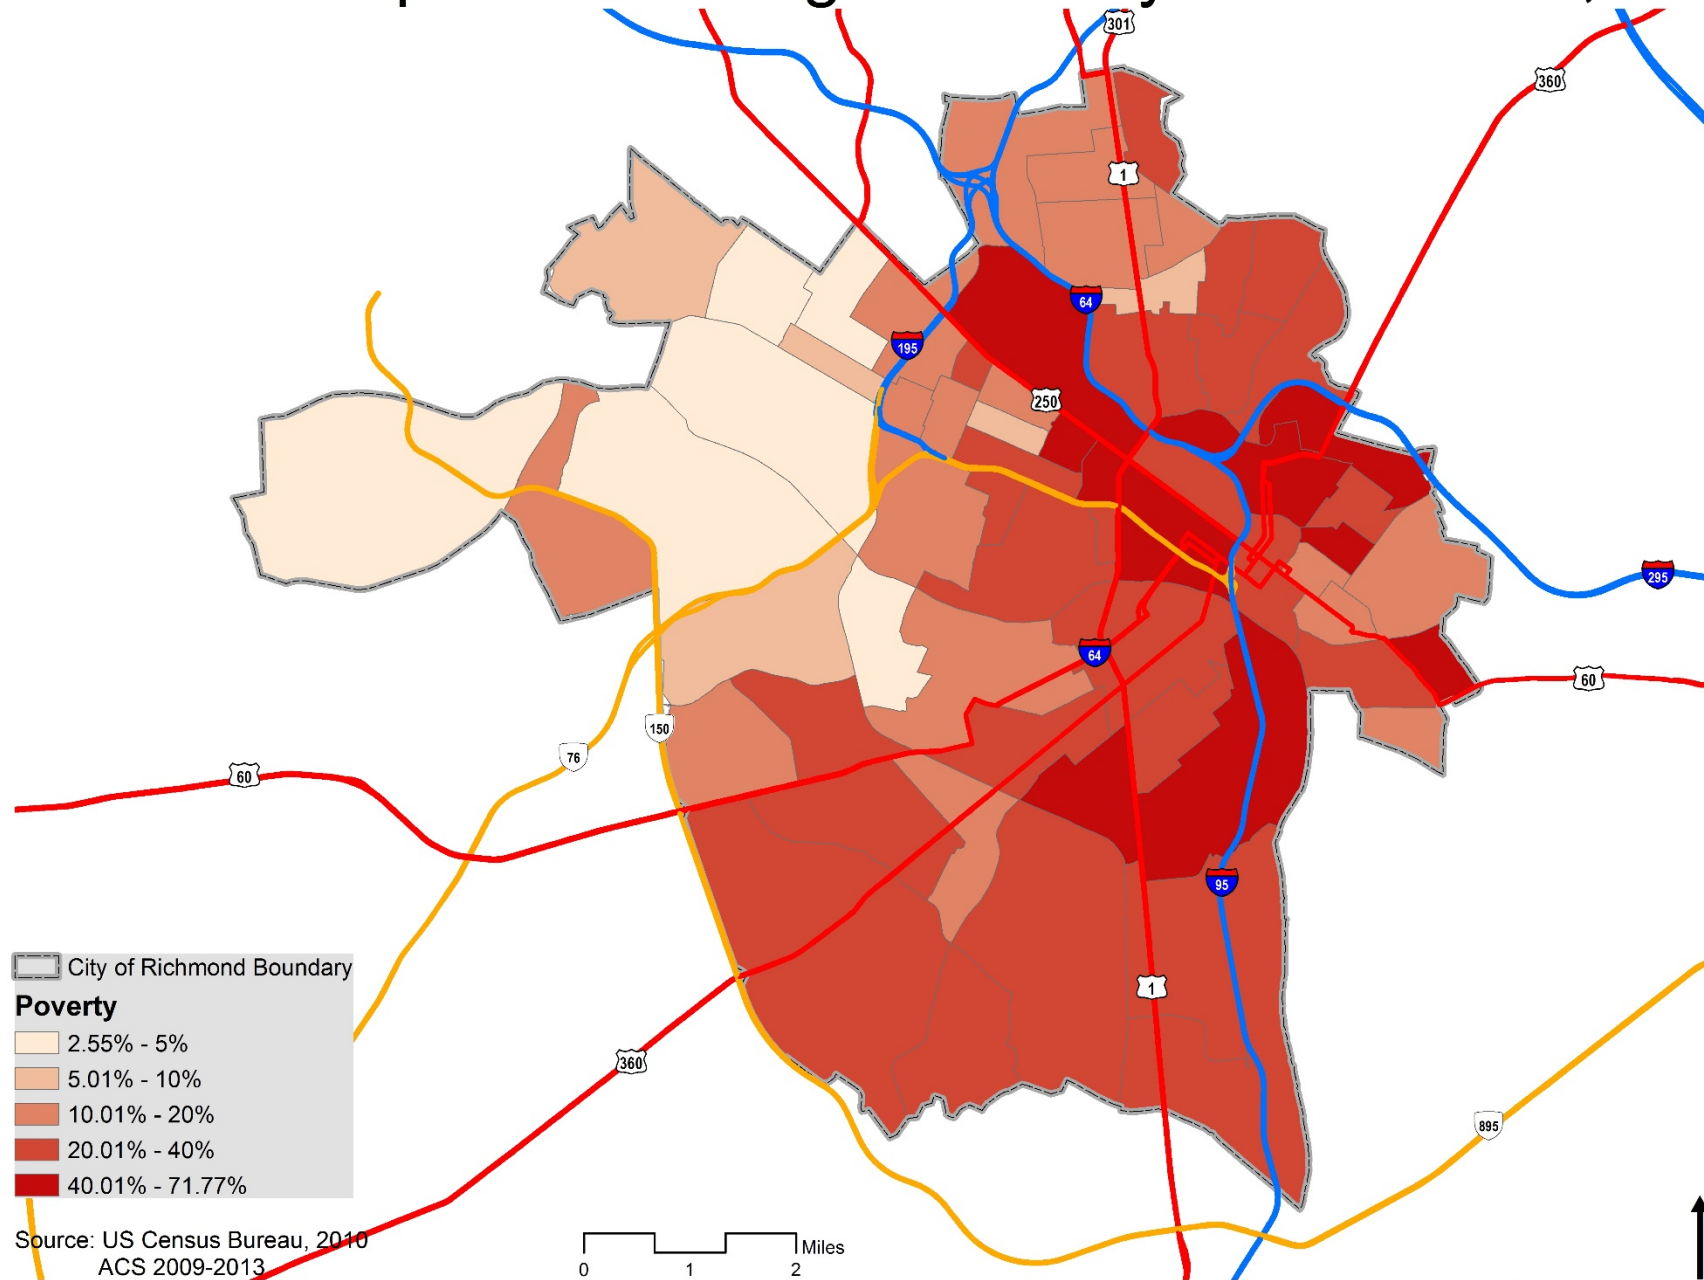 301
360
1
64
195
250
295
64
60
150
76
60
95
1
360
895
City of Richmond Boundary
Poverty
2.55% - 5%
5.01% - 10%
10.01% - 20%
20.01% - 40%
40.01% - 71.77%
Source: US Census Bureau, 2010
ACS 2009-2013
Miles
0 1 2